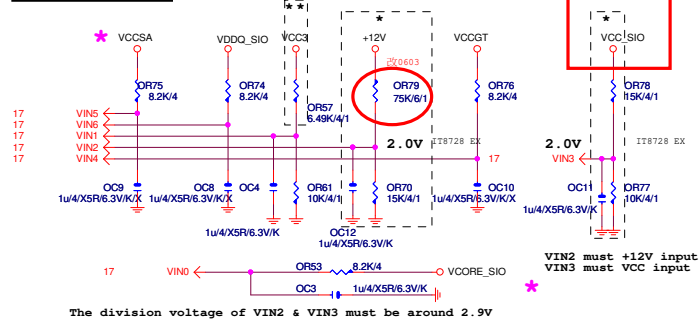 **
*
*
* VCCSA
VDDQ_SIO
VCC3
+12V
VCCGT
VCC_SIO
改0603
OR75
8.2K/4
OR74
8.2K/4
OR57
6.49K/4/1
OR79
75K/6/1
OR76
8.2K/4
OR78
15K/4/1
17 VIN5
17 VIN6
17 VIN1
17 VIN2
17 VIN4
2.0V
IT8728 EX
17
2.0V
IT8728 EX
VIN3
OC9
1u/4/X5R/6.3V/K/X
OC8
1u/4/X5R/6.3V/K/X
OC4
1u/4/X5R/6.3V/K
OR61
10K/4/1
OC12
1u/4/X5R/6.3V/K
OR70
15K/4/1
OC10
1u/4/X5R/6.3V/K/X
OC11
1u/4/X5R/6.3V/K
OR77
10K/4/1
VIN2 must +12V input
VIN3 must VCC input
17 VIN0
OR53 8.2K/4
VCORE_SIO
OC3 1u/4/X5R/6.3V/K
*
The division voltage of VIN2 & VIN3 must be around 2.9V